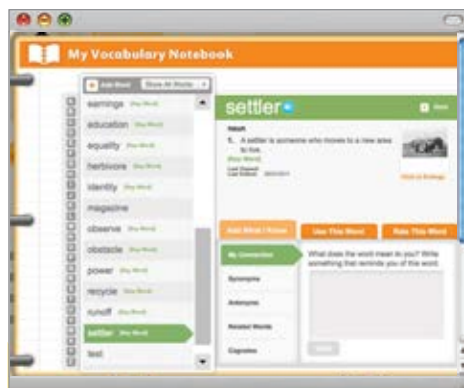 My Vocabulary Notebook
Add Word
Show All Words
earnings (Key Word)
education (Key Word)
equality (Key Word)
herbivore (Key Word)
identity (Key Word)
magazine
observe (Key Word)
obstacle (Key Word)
power (Key Word)
recycle (Key Word)
runoff (Key Word)
settler (Key Word)
test
settler
noun
1. A settler is someone who moves to a new area
to live.
(Key Word)
Add What I Know
Use This Word
Rate This Word
My Connection
Synonyms
Antonyms
Related Words
Cognates
What does the word mean to you? Write
something that reminds you of this word.